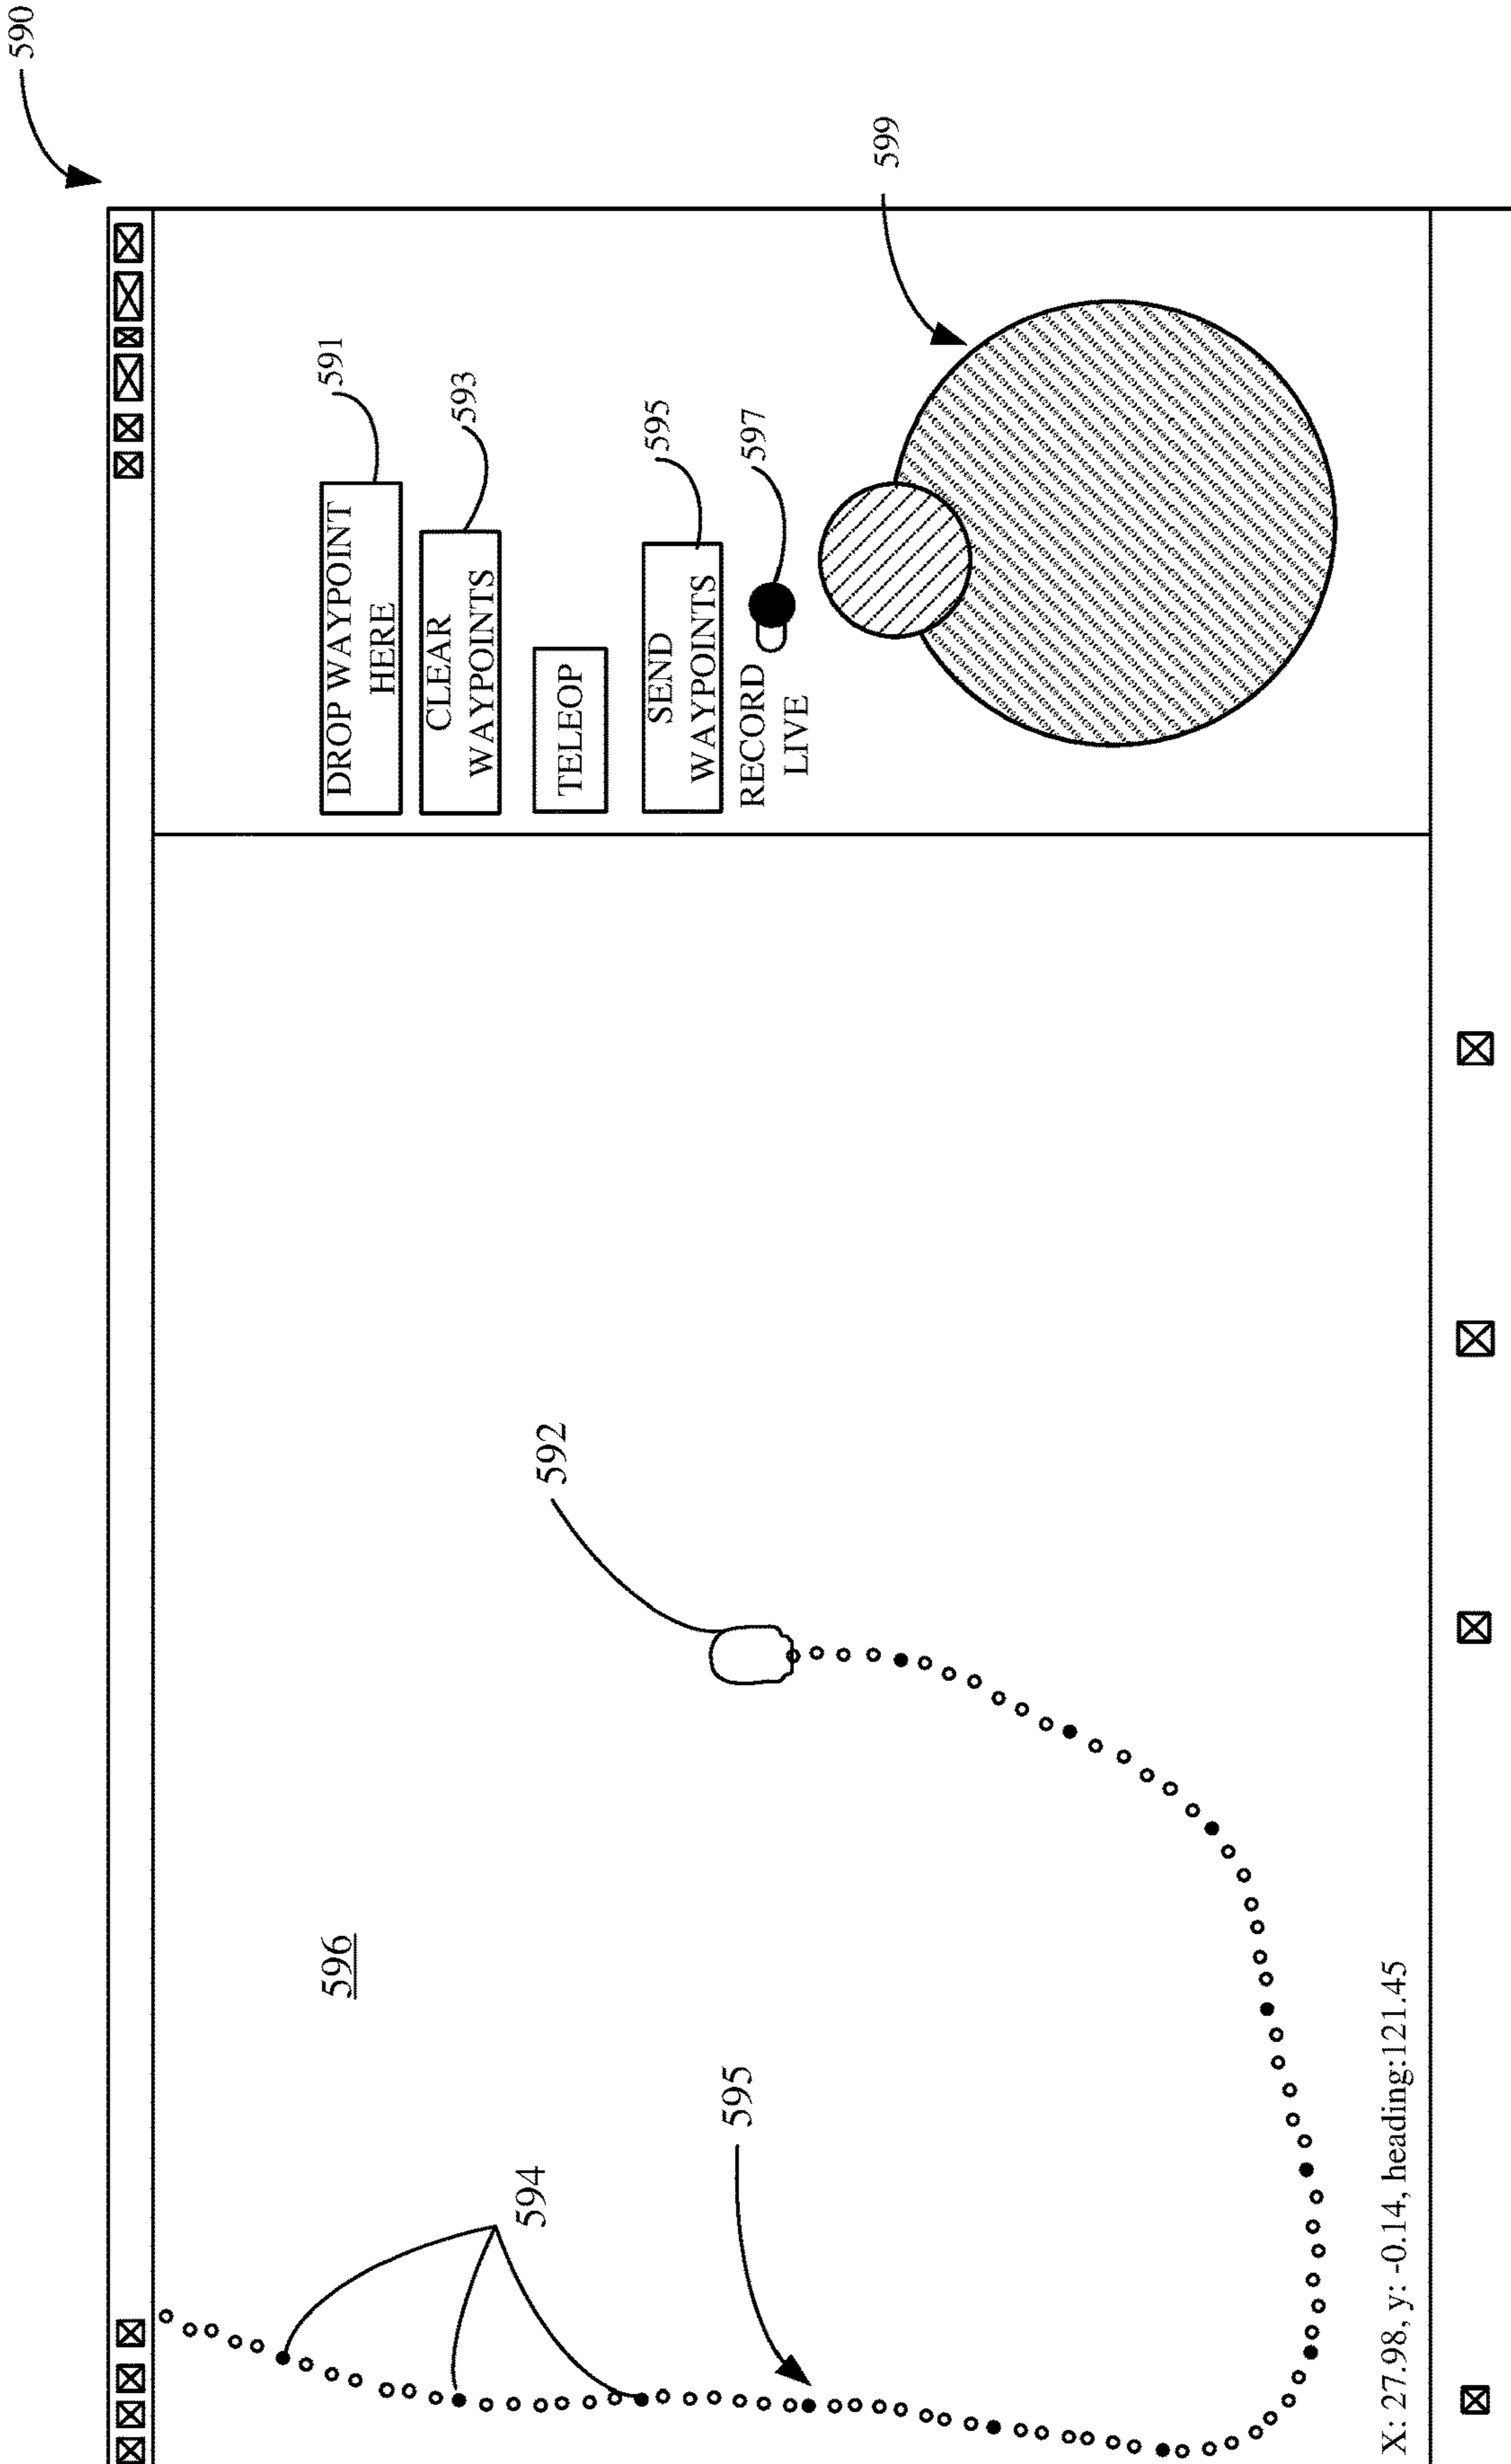 590
591
DROP WAYPOINT
HERE
593
CLEAR
WAYPOINTS
TELEOP
595
SEND
WAYPOINTS
597
RECORD
LIVE
599
596
592
594
595
X: 27.98, y: -0.14, heading:121.45